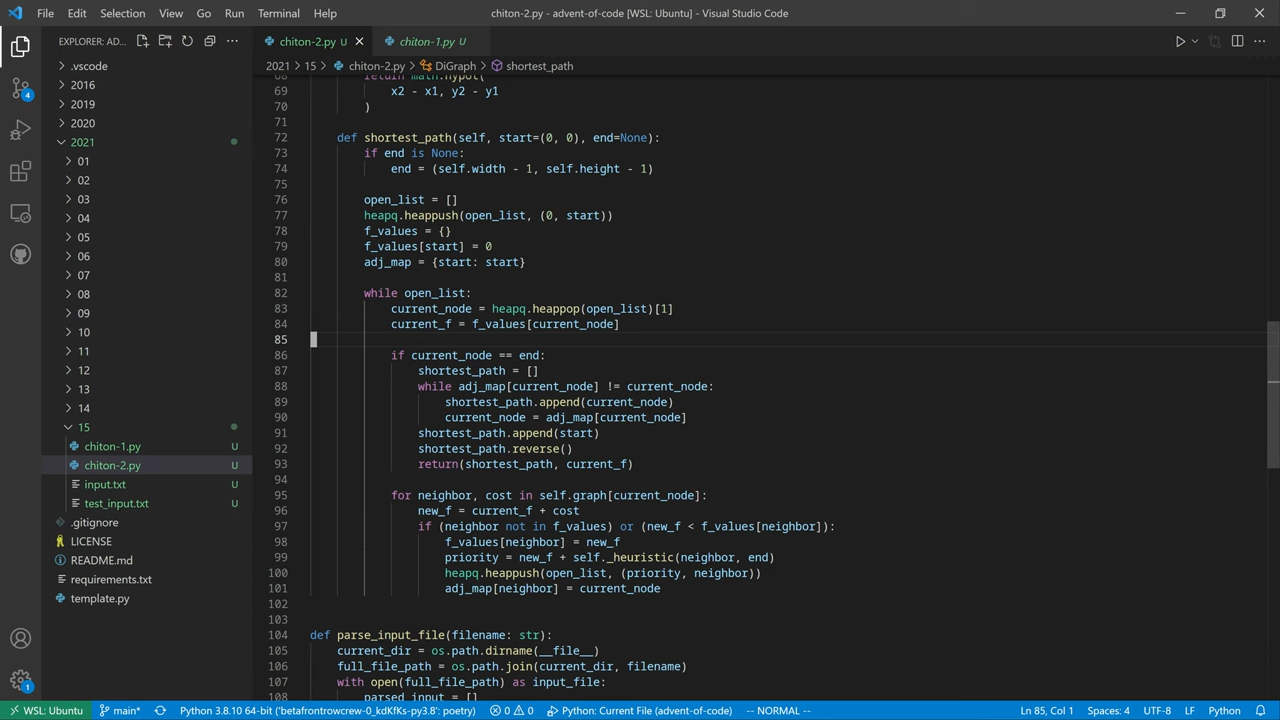 File Edit Selection View Go Run Terminal Help
chiton-2.py - advent-of-code [WSL: Ubuntu] - Visual Studio Code
EXPLORER: AD...
chiton-2.py U
chiton-1.py U
2021 > 15 > chiton-2.py > DiGraph > shortest_path
.vscode
2016
2019
2020
2021
01
02
03
04
05
06
07
08
09
10
11
12
13
14
15
chiton-1.py U
chiton-2.py U
input.txt U
test_input.txt U
.gitignore
LICENSE
README.md
requirements.txt
template.py
4
1
68 return math.hypot(
69 x2 - x1, y2 - y1
70 )
71
72 def shortest_path(self, start=(0, 0), end=None):
73 if end is None:
74 end = (self.width - 1, self.height - 1)
75
76 open_list = []
77 heapq.heappush(open_list, (0, start))
78 f_values = {}
79 f_values[start] = 0
80 adj_map = {start: start}
81
82 while open_list:
83 current_node = heapq.heappop(open_list)[1]
84 current_f = f_values[current_node]
85
86 if current_node == end:
87 shortest_path = []
88 while adj_map[current_node] != current_node:
89 shortest_path.append(current_node)
90 current_node = adj_map[current_node]
91 shortest_path.append(start)
92 shortest_path.reverse()
93 return(shortest_path, current_f)
94
95 for neighbor, cost in self.graph[current_node]:
96 new_f = current_f + cost
97 if (neighbor not in f_values) or (new_f < f_values[neighbor]):
98 f_values[neighbor] = new_f
99 priority = new_f + self._heuristic(neighbor, end)
100 heapq.heappush(open_list, (priority, neighbor))
101 adj_map[neighbor] = current_node
102
103
104 def parse_input_file(filename: str):
105 current_dir = os.path.dirname(__file__)
106 full_file_path = os.path.join(current_dir, filename)
107 with open(full_file_path) as input_file:
108 parsed_input = []
WSL: Ubuntu main* Python 3.8.10 64-bit ('betafrontrowcrew-0_kdKfKs-py3.8': poetry) 0 0 Python: Current File (advent-of-code) -- NORMAL -- Ln 85, Col 1 Spaces: 4 UTF-8 LF Python